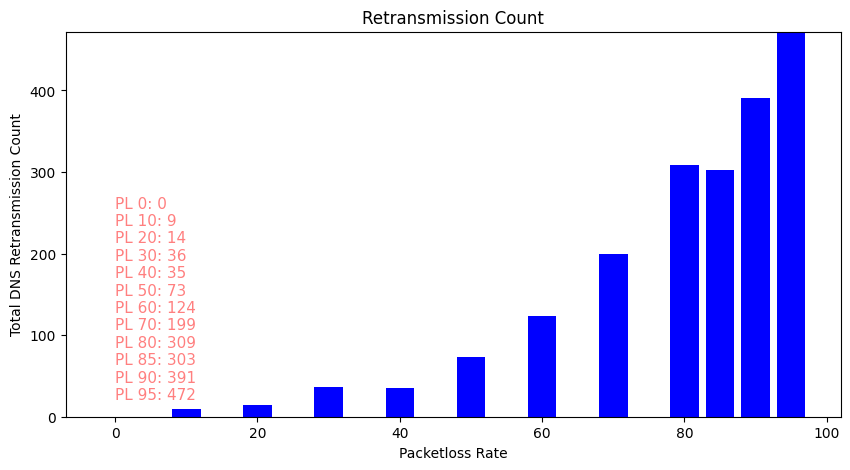 Retransmission Count
Total DNS Retransmission Count
400
300
200
100
0
PL 0: 0
PL 10: 9
PL 20: 14
PL 30: 36
PL 40: 35
PL 50: 73
PL 60: 124
PL 70: 199
PL 80: 309
PL 85: 303
PL 90: 391
PL 95: 472
0 20 40 60 80 100
Packetloss Rate